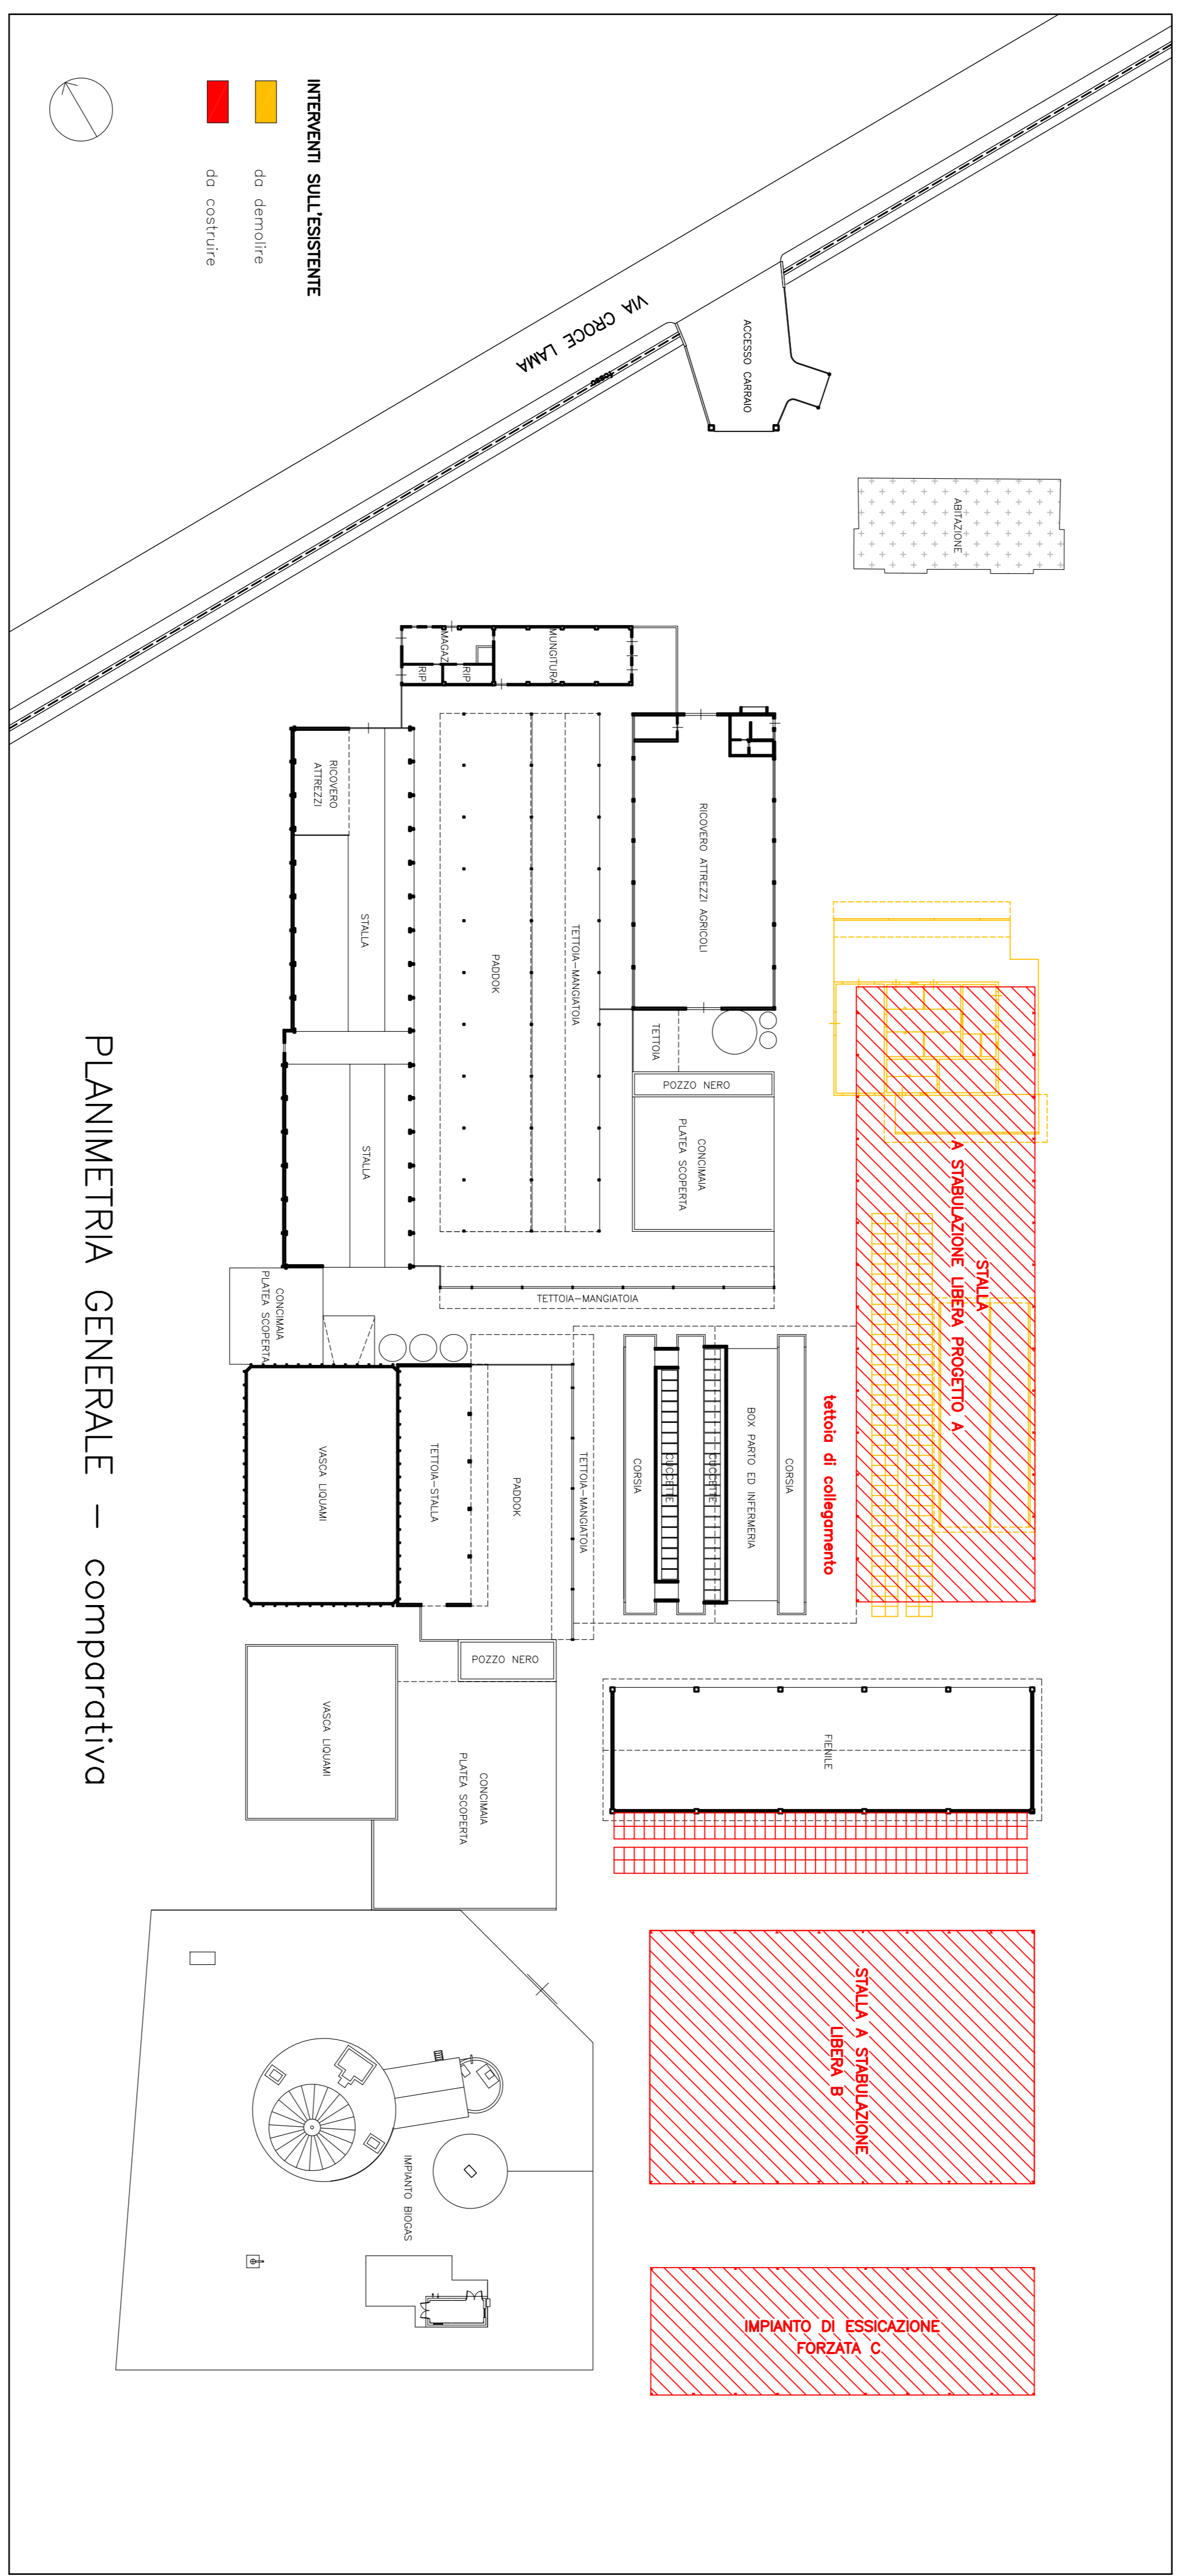 INTERVENTI SULL'ESISTENTE
da demolire
da costruire
VIA CROCE LAMA
fosso
ACCESSO CARRAIO
ABITAZIONE
MAGAZ
RIP
RIP
MUNGITURA
RICOVERO
ATTREZZI
STALLA
STALLA
PADDOK
TETTOIA-MANGIATOIA
RICOVERO ATTREZZI AGRICOLI
TETTOIA
POZZO NERO
CONCIMAIA
PLATEA SCOPERTA
TETTOIA-MANGIATOIA
CONCIMAIA
PLATEA SCOPERTA
STALLA
A STABULAZIONE LIBERA PROGETTO A
tettoia di collegamento
CORSIA
BOX PARTO ED INFERMERIA
CUCCETTE
CUCCETTE
CORSIA
TETTOIA-MANGIATOIA
PADDOK
TETTOIA-STALLA
VASCA LIQUAMI
POZZO NERO
VASCA LIQUAMI
CONCIMAIA
PLATEA SCOPERTA
FIENILE
STALLA A STABULAZIONE
LIBERA B
IMPIANTO BIOGAS
IMPIANTO DI ESSICAZIONE
FORZATA C
PLANIMETRIA GENERALE - comparativa